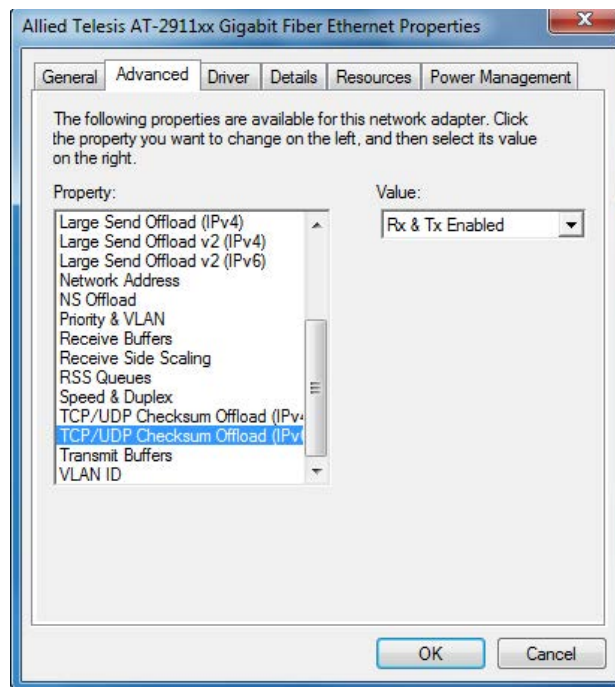 Allied Telesis AT-2911xx Gigabit Fiber Ethernet Properties
General Advanced Driver Details Resources Power Management
The following properties are available for this network adapter. Click
the property you want to change on the left, and then select its value
on the right.
Property: Value:
Large Send Offload (IPv4) Rx & Tx Enabled
Large Send Offload v2 (IPv4)
Large Send Offload v2 (IPv6)
Network Address
NS Offload
Priority & VLAN
Receive Buffers
Receive Side Scaling
RSS Queues
Speed & Duplex
TCP/UDP Checksum Offload (IPv4
TCP/UDP Checksum Offload (IPv6
Transmit Buffers
VLAN ID
OK Cancel